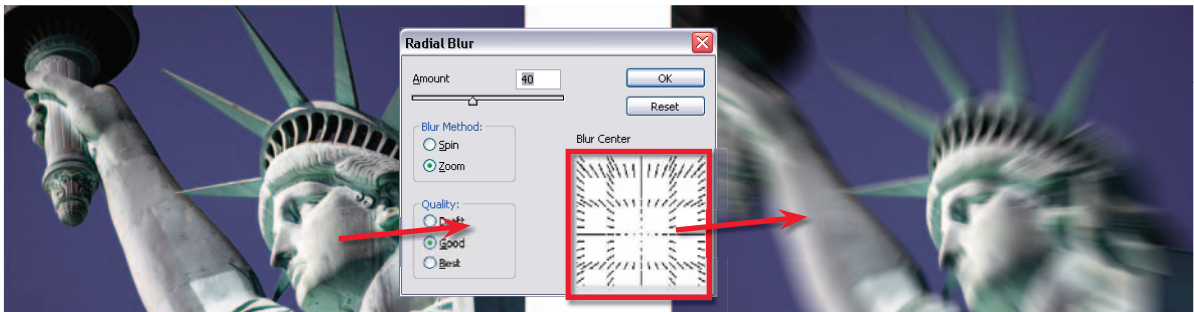 Radial Blur
Amount 40
OK
Reset
Blur Method:
Spin
Zoom
Blur Center
Quality:
Draft
Good
Best